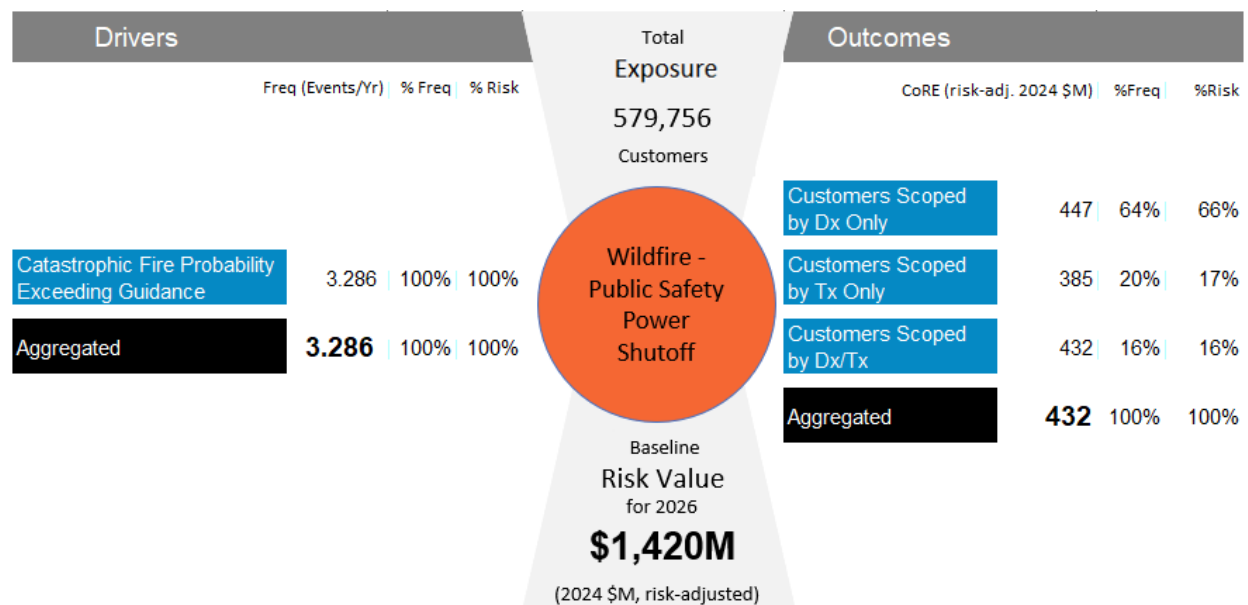 Drivers
Freq (Events/Yr) % Freq % Risk
Catastrophic Fire Probability
Exceeding Guidance
3.286 100% 100%
Aggregated 3.286 100% 100%
Total
Exposure
579,756
Customers
Wildfire -
Public Safety
Power
Shutoff
Baseline
Risk Value
for 2026
$1,420M
(2024 $M, risk-adjusted)
Outcomes
CoRE (risk-adj. 2024 $M) %Freq %Risk
Customers Scoped
by Dx Only
447 64% 66%
Customers Scoped
by Tx Only
385 20% 17%
Customers Scoped
by Dx/Tx
432 16% 16%
Aggregated 432 100% 100%